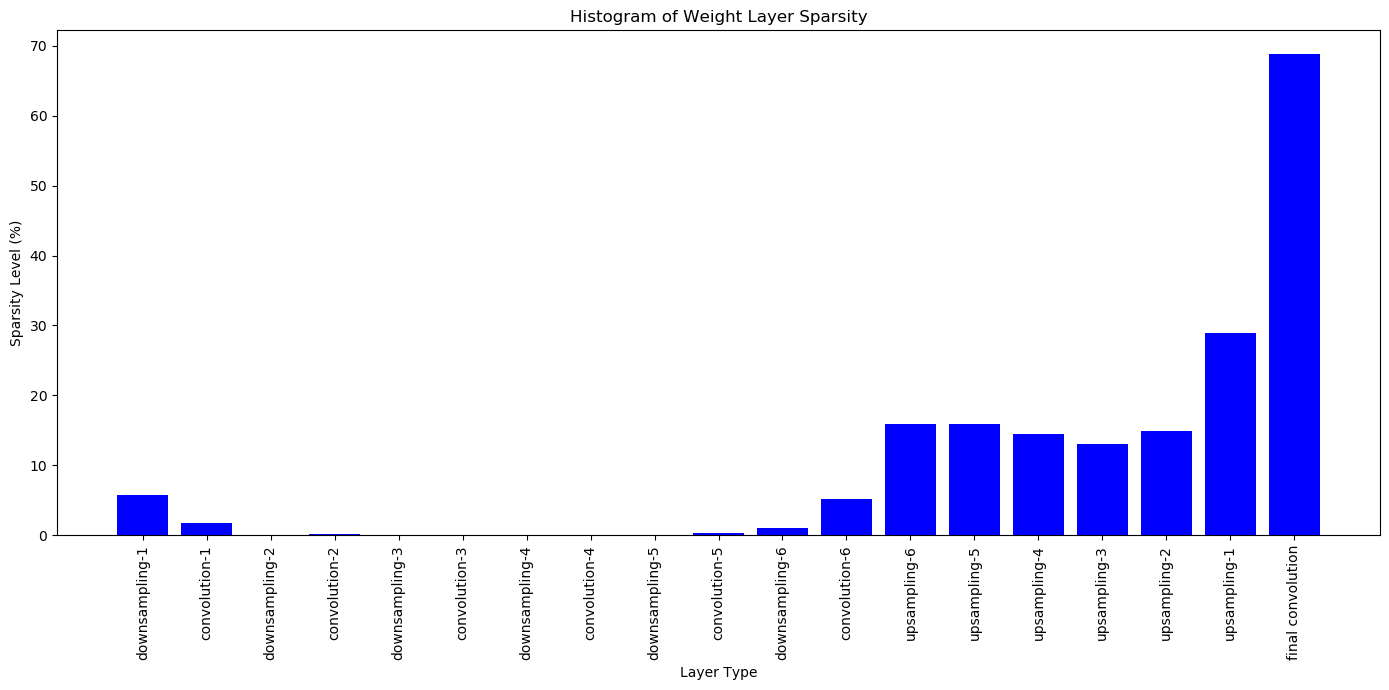 Histogram of Weight Layer Sparsity
Sparsity Level (%)
70
60
50
40
30
20
10
0
downsampling-1
convolution-1
downsampling-2
convolution-2
downsampling-3
convolution-3
downsampling-4
convolution-4
downsampling-5
convolution-5
downsampling-6
convolution-6
upsampling-6
upsampling-5
upsampling-4
upsampling-3
upsampling-2
upsampling-1
final convolution
Layer Type